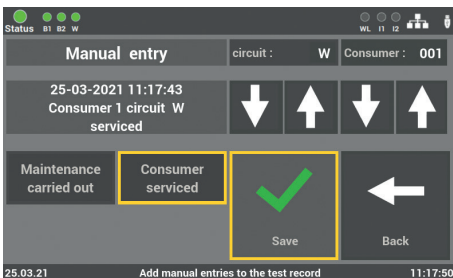 Status B1 B2 W WL I1 I2
Manual entry circuit : W Consumer : 001
25-03-2021 11:17:43
Consumer 1 circuit W
serviced
Maintenance
carried out
Consumer
serviced
Save
Back
25.03.21 Add manual entries to the test record 11:17:50